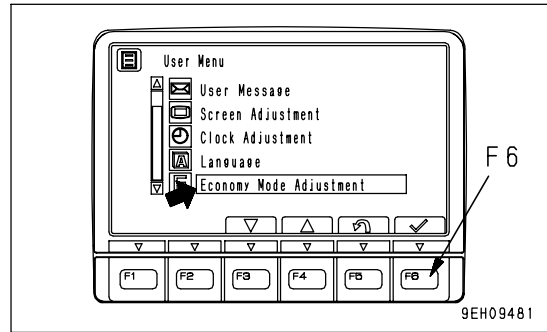 User Menu
User Message
Screen Adjustment
Clock Adjustment
A Language
Economy Mode Adjustment
F6
F1 F2 F3 F4 F5 F6
9EH09481